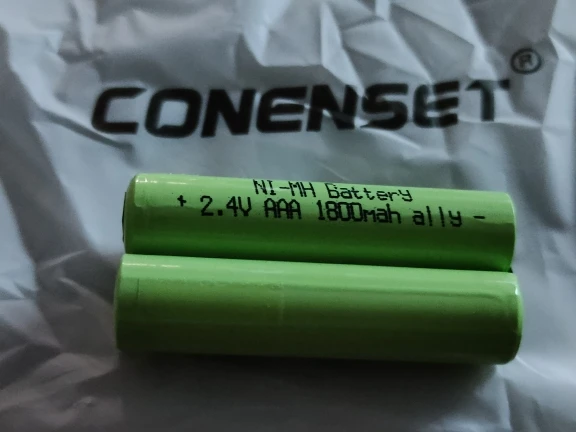 CONENSET®
NI-MH Battery
+ 2.4V AAA 1800mah ally -